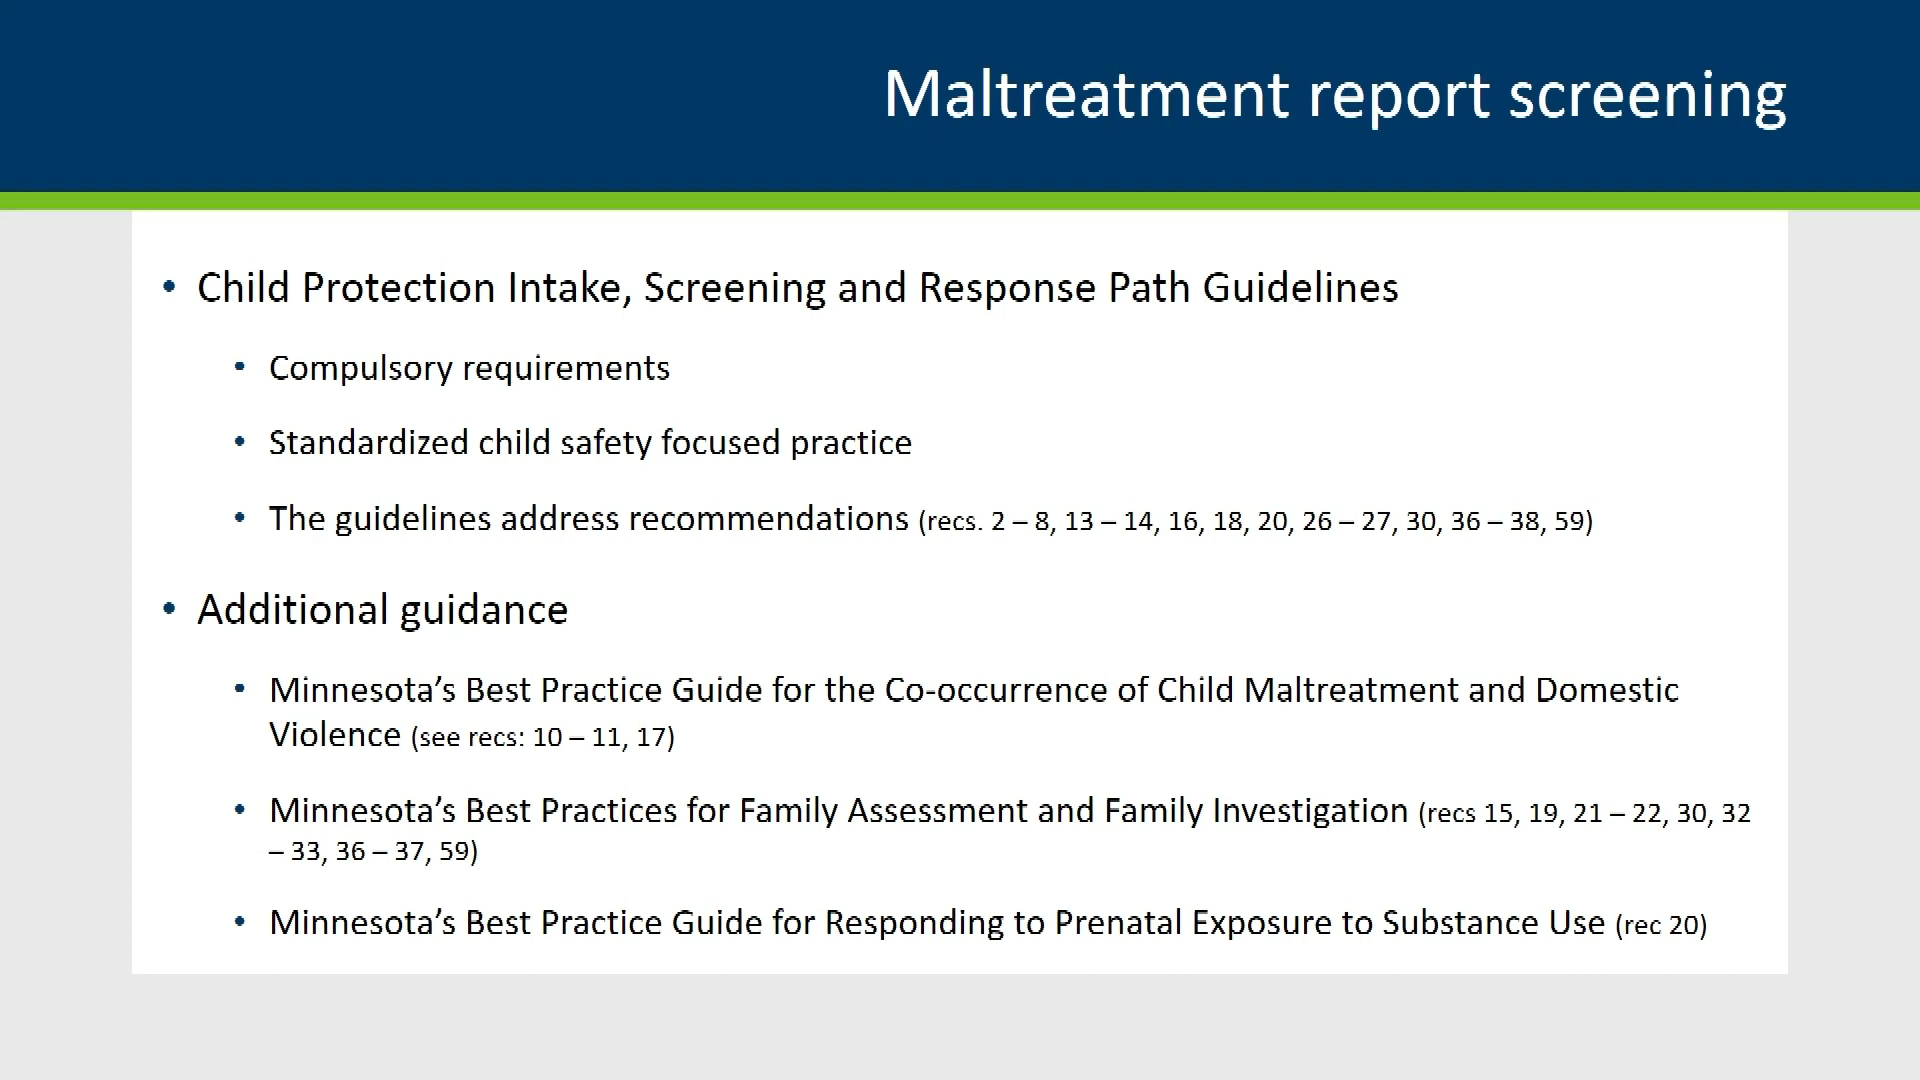 Maltreatment report screening
• Child Protection Intake, Screening and Response Path Guidelines
• Compulsory requirements
• Standardized child safety focused practice
• The guidelines address recommendations (recs. 2 – 8, 13 – 14, 16, 18, 20, 26 – 27, 30, 36 – 38, 59)
• Additional guidance
• Minnesota’s Best Practice Guide for the Co-occurrence of Child Maltreatment and Domestic
Violence (see recs: 10 – 11, 17)
• Minnesota’s Best Practices for Family Assessment and Family Investigation (recs 15, 19, 21 – 22, 30, 32
– 33, 36 – 37, 59)
• Minnesota’s Best Practice Guide for Responding to Prenatal Exposure to Substance Use (rec 20)